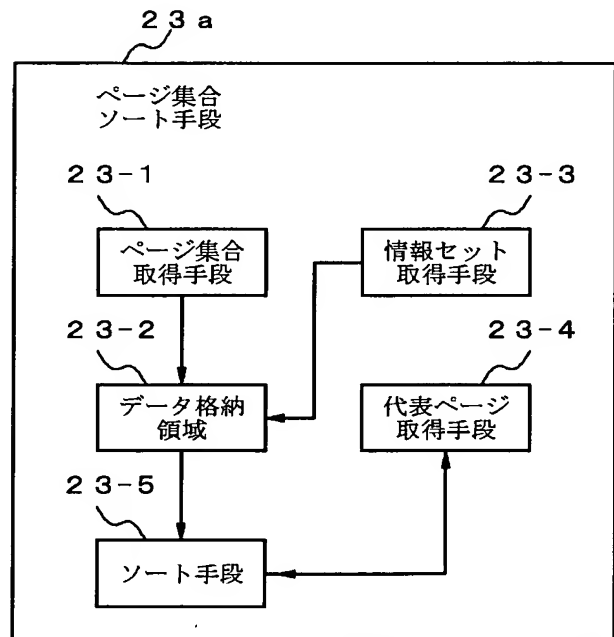 23a
ページ集合
ソート手段
23-1
ページ集合
取得手段
23-3
情報セット
取得手段
23-2
データ格納
領域
23-4
代表ページ
取得手段
23-5
ソート手段